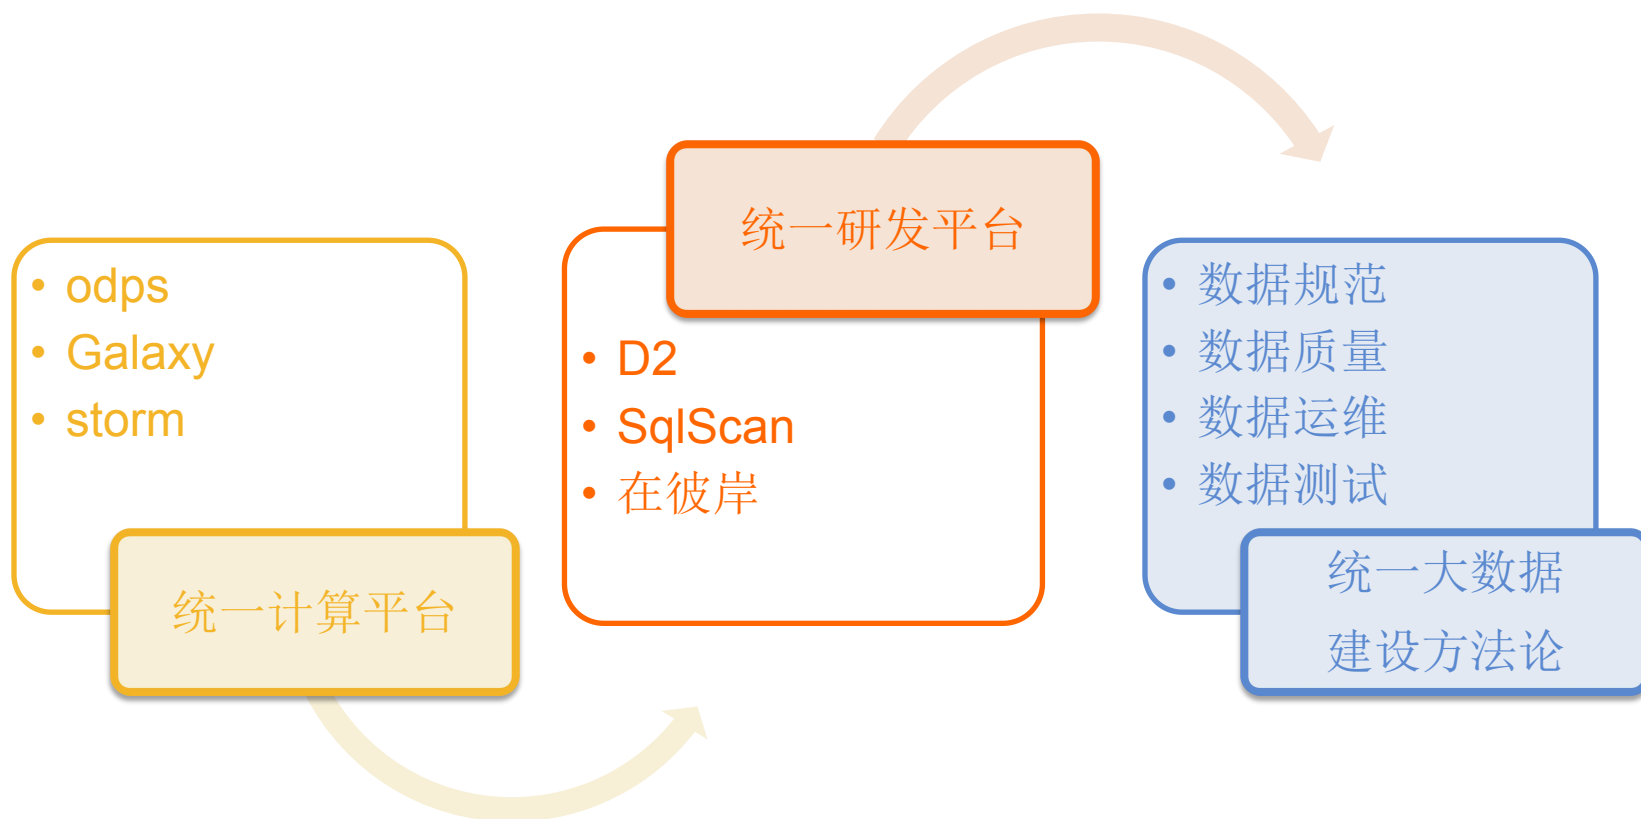 • odps
• Galaxy
• storm
统一计算平台
统一研发平台
• D2
• SqlScan
• 在彼岸
• 数据规范
• 数据质量
• 数据运维
• 数据测试
统一大数据
建设方法论